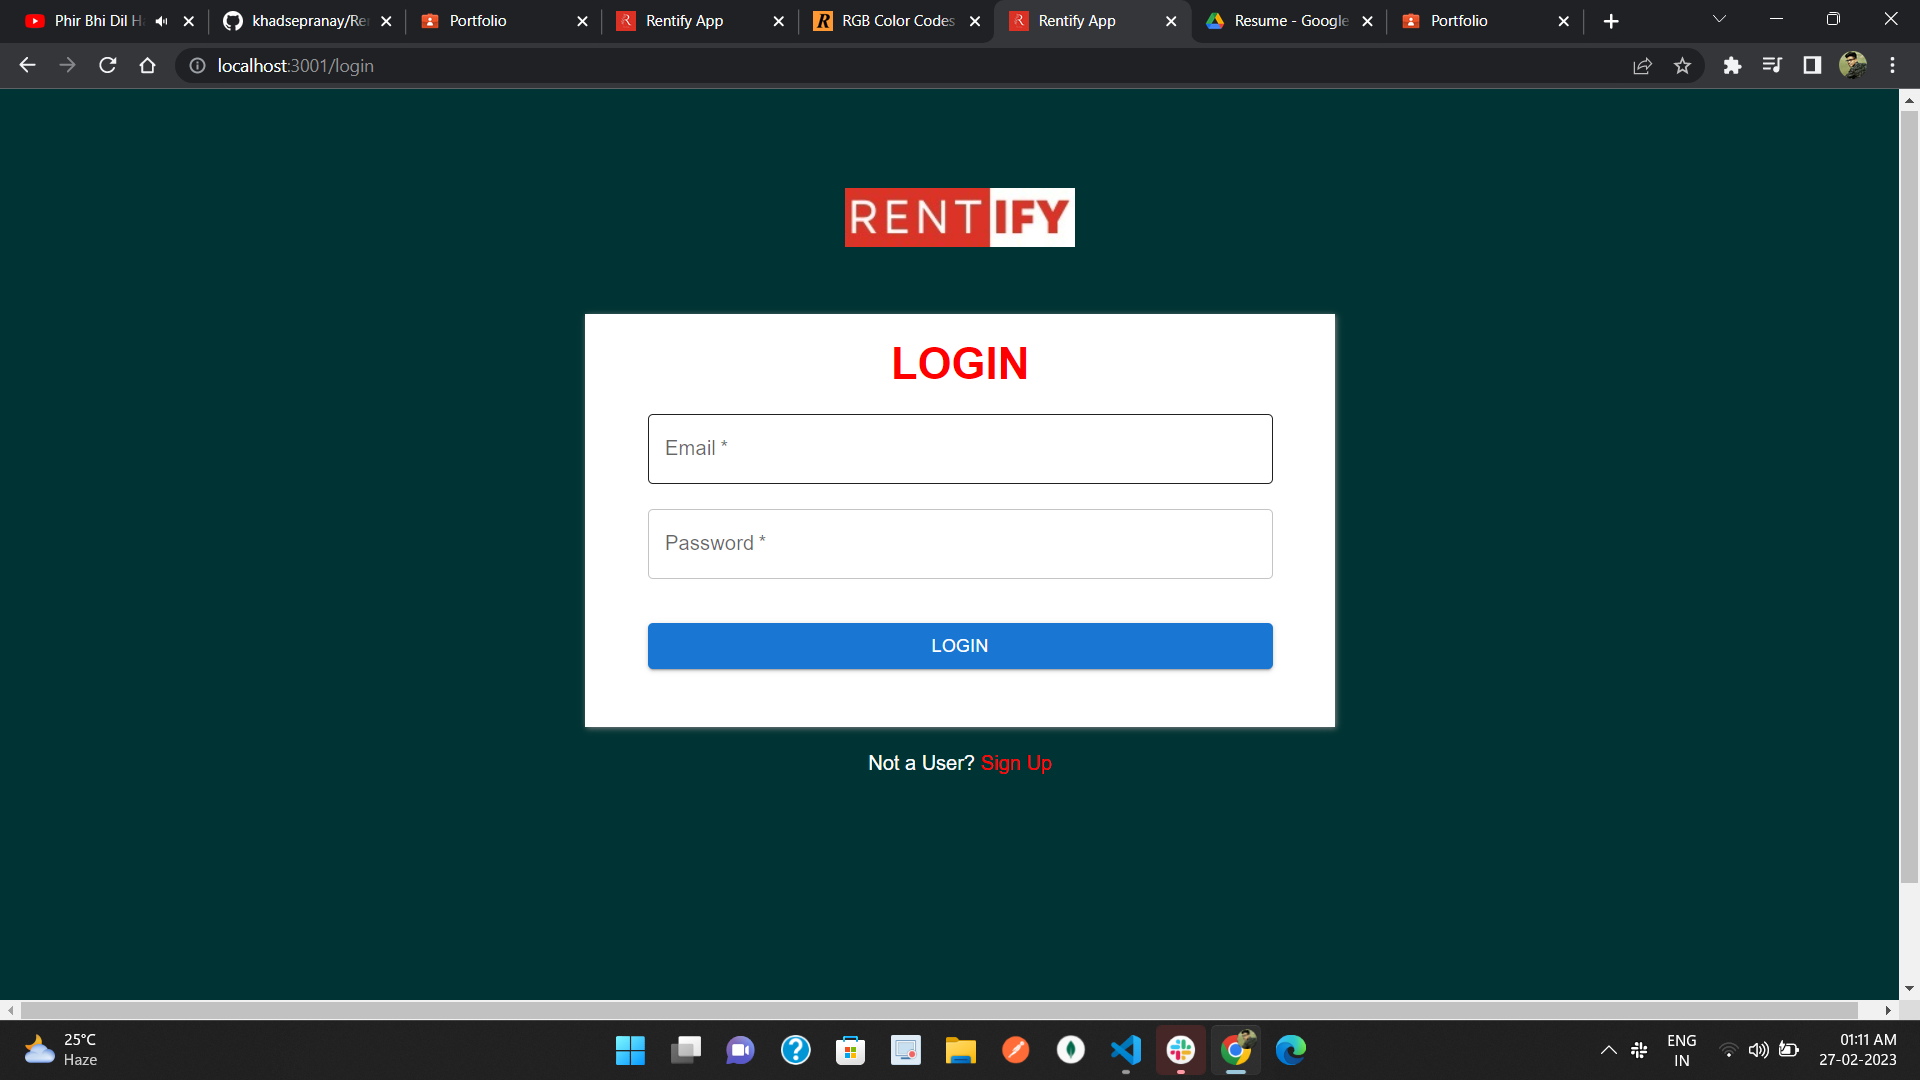 Phir Bhi Dil H
khadsepranay/Re
Portfolio
Rentify App
RGB Color Codes
Rentify App
Resume - Google
Portfolio
localhost:3001/login
RENTIFY
LOGIN
Email *
Password *
LOGIN
Not a User? Sign Up
25°C
Haze
ENG
IN
01:11 AM
27-02-2023